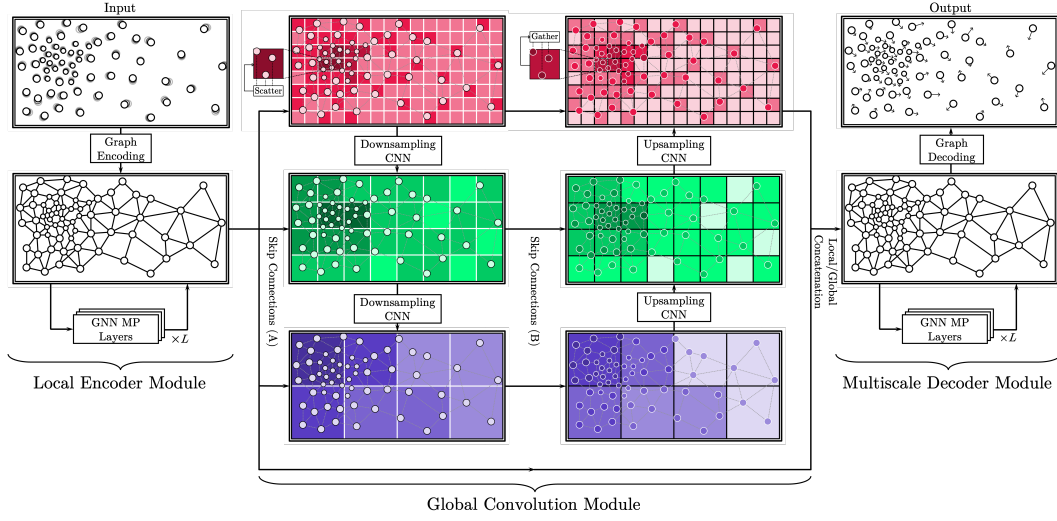 Input
Output
Gather
Scatter
Graph
Encoding
Downsampling
CNN
Upsampling
CNN
Graph
Decoding
Skip Connections (A)
Skip Connections (B)
Local/Global
Concatenation
Downsampling
CNN
Upsampling
CNN
GNN MP
Layers
×L
GNN MP
Layers
×L
Local Encoder Module
Multiscale Decoder Module
Global Convolution Module